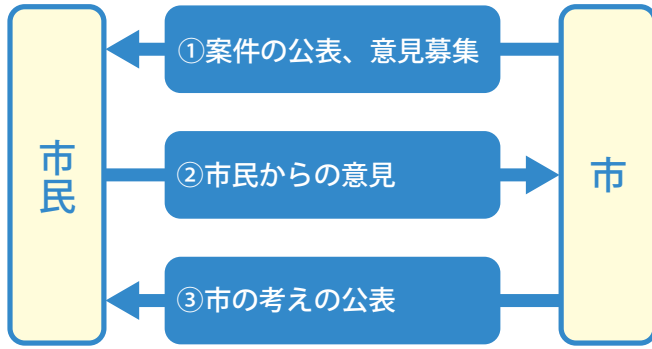 ①案件の公表、意見募集
市民
②市民からの意見
市
③市の考えの公表